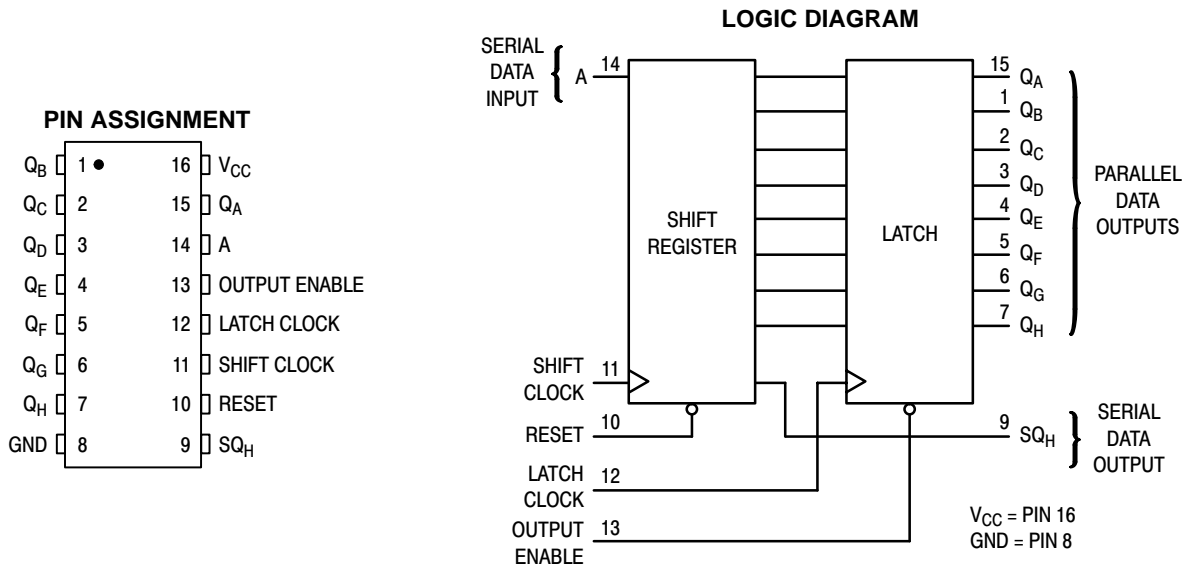 PIN ASSIGNMENT
QB 1 16 VCC
QC 2 15 QA
QD 3 14 A
QE 4 13 OUTPUT ENABLE
QF 5 12 LATCH CLOCK
QG 6 11 SHIFT CLOCK
QH 7 10 RESET
GND 8 9 SQH
LOGIC DIAGRAM
SERIAL
DATA
INPUT
A 14
SHIFT
REGISTER
LATCH
15 QA
1 QB
2 QC
3 QD
4 QE
5 QF
6 QG
7 QH
PARALLEL
DATA
OUTPUTS
SHIFT
CLOCK
11
RESET 10
LATCH
CLOCK
12
OUTPUT
ENABLE
13
9 SQH
SERIAL
DATA
OUTPUT
VCC = PIN 16
GND = PIN 8